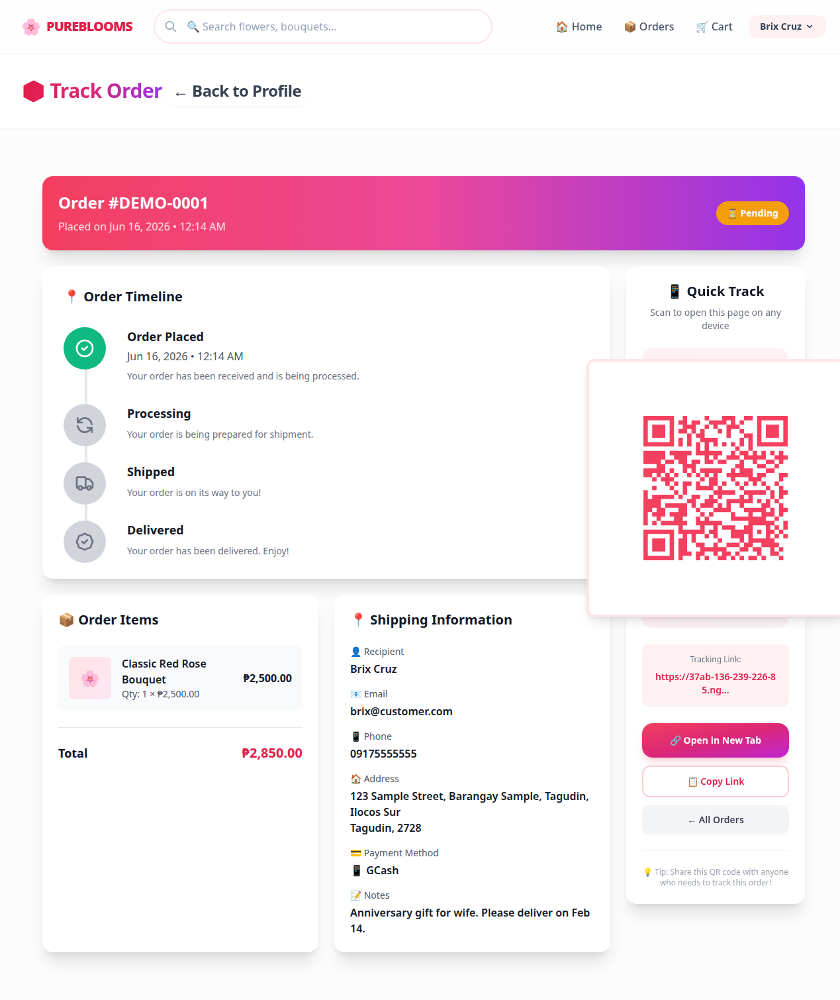 🌸 PUREBLOOMS
🔍 Search flowers, bouquets...
🏠 Home
📦 Orders
🛒 Cart
Brix Cruz
Track Order
← Back to Profile
Order #DEMO-0001
Placed on Jun 16, 2026 • 12:14 AM
⏳ Pending
📍 Order Timeline
Order Placed
Jun 16, 2026 • 12:14 AM
Your order has been received and is being processed.
Processing
Your order is being prepared for shipment.
Shipped
Your order is on its way to you!
Delivered
Your order has been delivered. Enjoy!
📱 Quick Track
Scan to open this page on any
device
Tracking Link:
https://37ab-136-239-226-8
5.ng...
🔗 Open in New Tab
📋 Copy Link
← All Orders
💡 Tip: Share this QR code with anyone
who needs to track this order!
📦 Order Items
Classic Red Rose
Bouquet
Qty: 1 × ₱2,500.00
₱2,500.00
Total
₱2,850.00
📍 Shipping Information
👤 Recipient
Brix Cruz
📧 Email
brix@customer.com
📱 Phone
09175555555
🏠 Address
123 Sample Street, Barangay Sample, Tagudin,
Ilocos Sur
Tagudin, 2728
💳 Payment Method
📱 GCash
📝 Notes
Anniversary gift for wife. Please deliver on Feb
14.